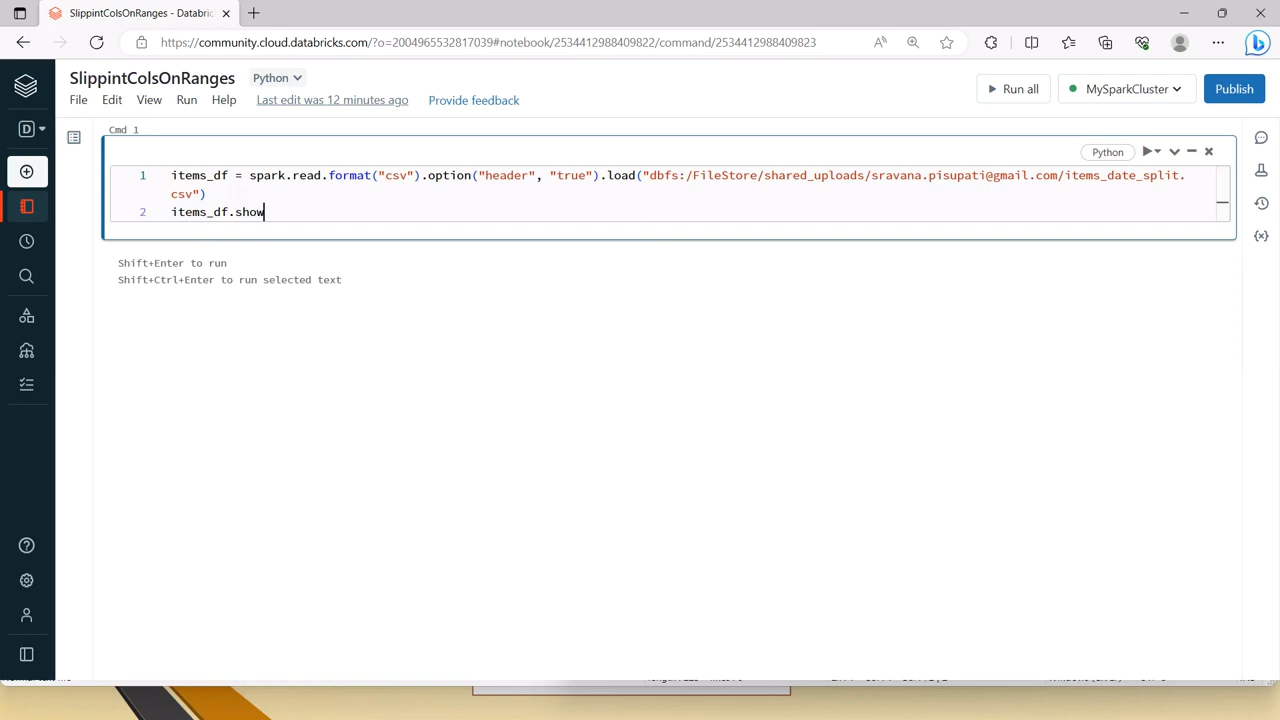 SlippintColsOnRanges - Databric
https://community.cloud.databricks.com/?o=2004965532817039#notebook/2534412988409822/command/2534412988409823
SlippintColsOnRanges Python
File Edit View Run Help Last edit was 12 minutes ago Provide feedback
Run all MySparkCluster Publish
D
Cmd 1
Python
1 items_df = spark.read.format("csv").option("header", "true").load("dbfs:/FileStore/shared_uploads/sravana.pisupati@gmail.com/items_date_split.
csv")
2 items_df.show
Shift+Enter to run
Shift+Ctrl+Enter to run selected text